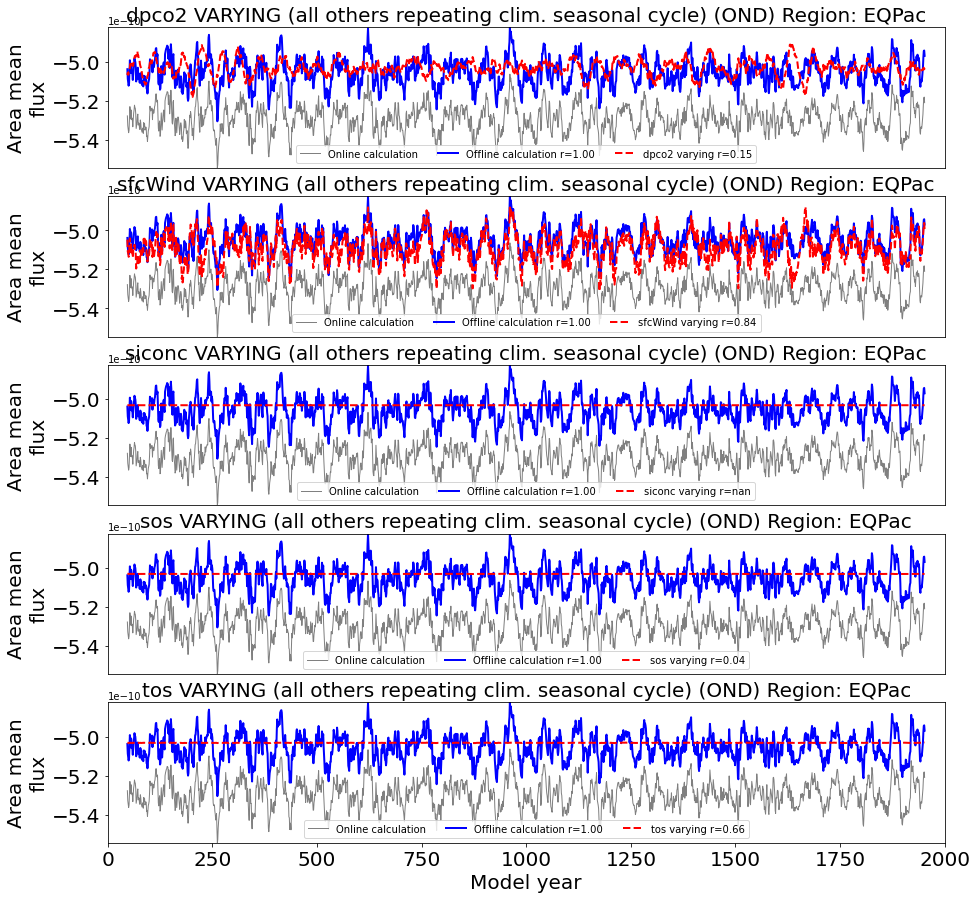 dpco2 VARYING (all others repeating clim. seasonal cycle) (OND) Region: EQPac
1e−10
Area mean
flux
−5.0
−5.2
−5.4
Online calculation
Offline calculation r=1.00
dpco2 varying r=0.15
sfcWind VARYING (all others repeating clim. seasonal cycle) (OND) Region: EQPac
1e−10
Area mean
flux
−5.0
−5.2
−5.4
Online calculation
Offline calculation r=1.00
sfcWind varying r=0.84
siconc VARYING (all others repeating clim. seasonal cycle) (OND) Region: EQPac
1e−10
Area mean
flux
−5.0
−5.2
−5.4
Online calculation
Offline calculation r=1.00
siconc varying r=nan
sos VARYING (all others repeating clim. seasonal cycle) (OND) Region: EQPac
1e−10
Area mean
flux
−5.0
−5.2
−5.4
Online calculation
Offline calculation r=1.00
sos varying r=0.04
tos VARYING (all others repeating clim. seasonal cycle) (OND) Region: EQPac
1e−10
Area mean
flux
−5.0
−5.2
−5.4
Online calculation
Offline calculation r=1.00
tos varying r=0.66
0 250 500 750 1000 1250 1500 1750 2000
Model year